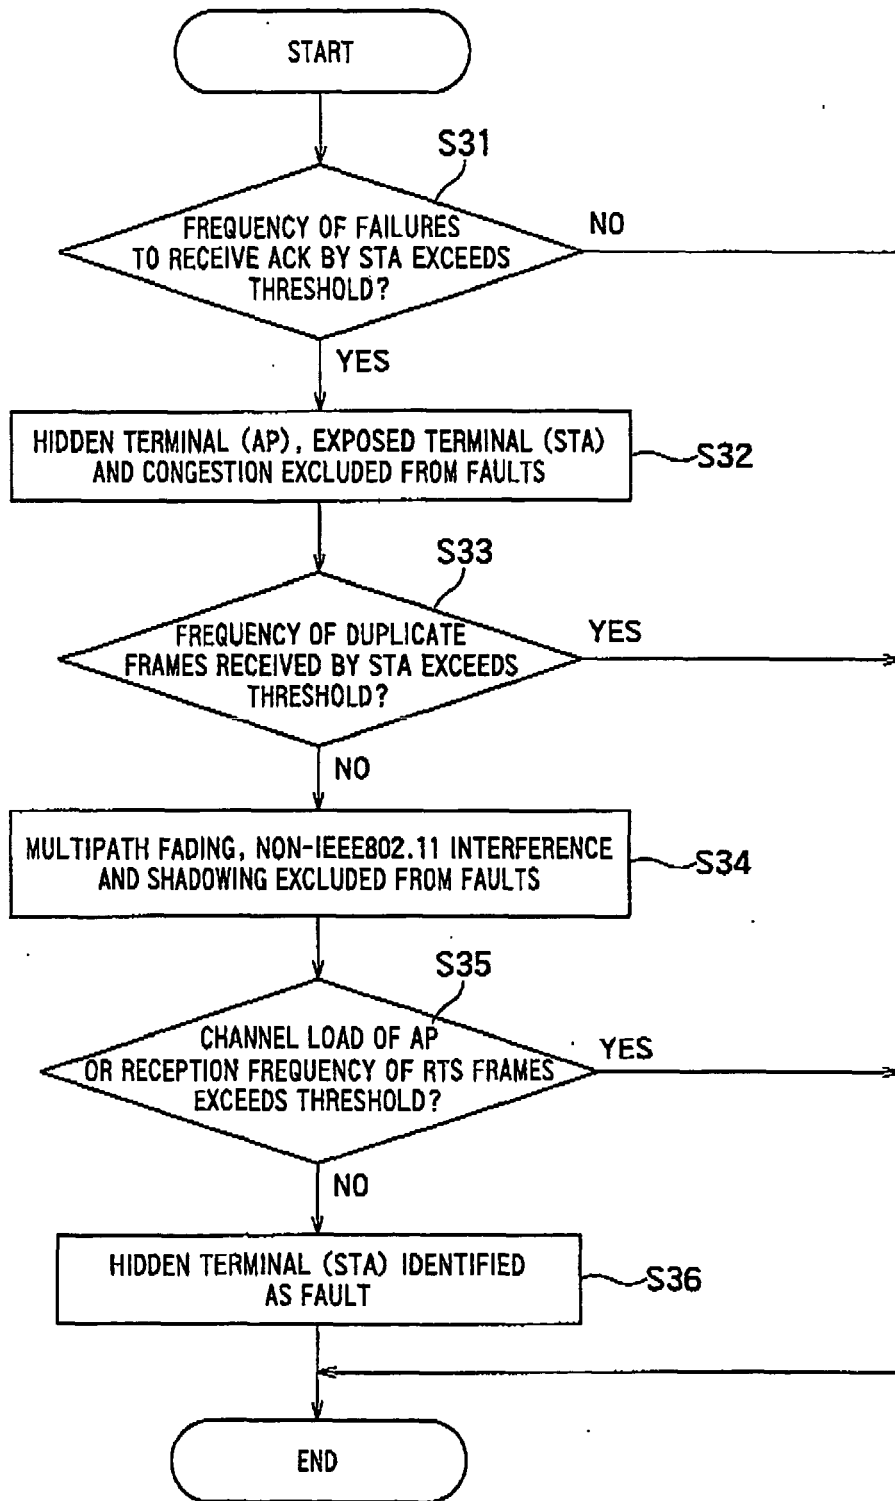 START
S31
FREQUENCY OF FAILURES
TO RECEIVE ACK BY STA EXCEEDS
THRESHOLD?
NO
YES
HIDDEN TERMINAL (AP), EXPOSED TERMINAL (STA)
AND CONGESTION EXCLUDED FROM FAULTS
S32
S33
FREQUENCY OF DUPLICATE
FRAMES RECEIVED BY STA EXCEEDS
THRESHOLD?
YES
NO
MULTIPATH FADING, NON-IEEE802.11 INTERFERENCE
AND SHADOWING EXCLUDED FROM FAULTS
S34
S35
CHANNEL LOAD OF AP
OR RECEPTION FREQUENCY OF RTS FRAMES
EXCEEDS THRESHOLD?
YES
NO
HIDDEN TERMINAL (STA) IDENTIFIED
AS FAULT
S36
END